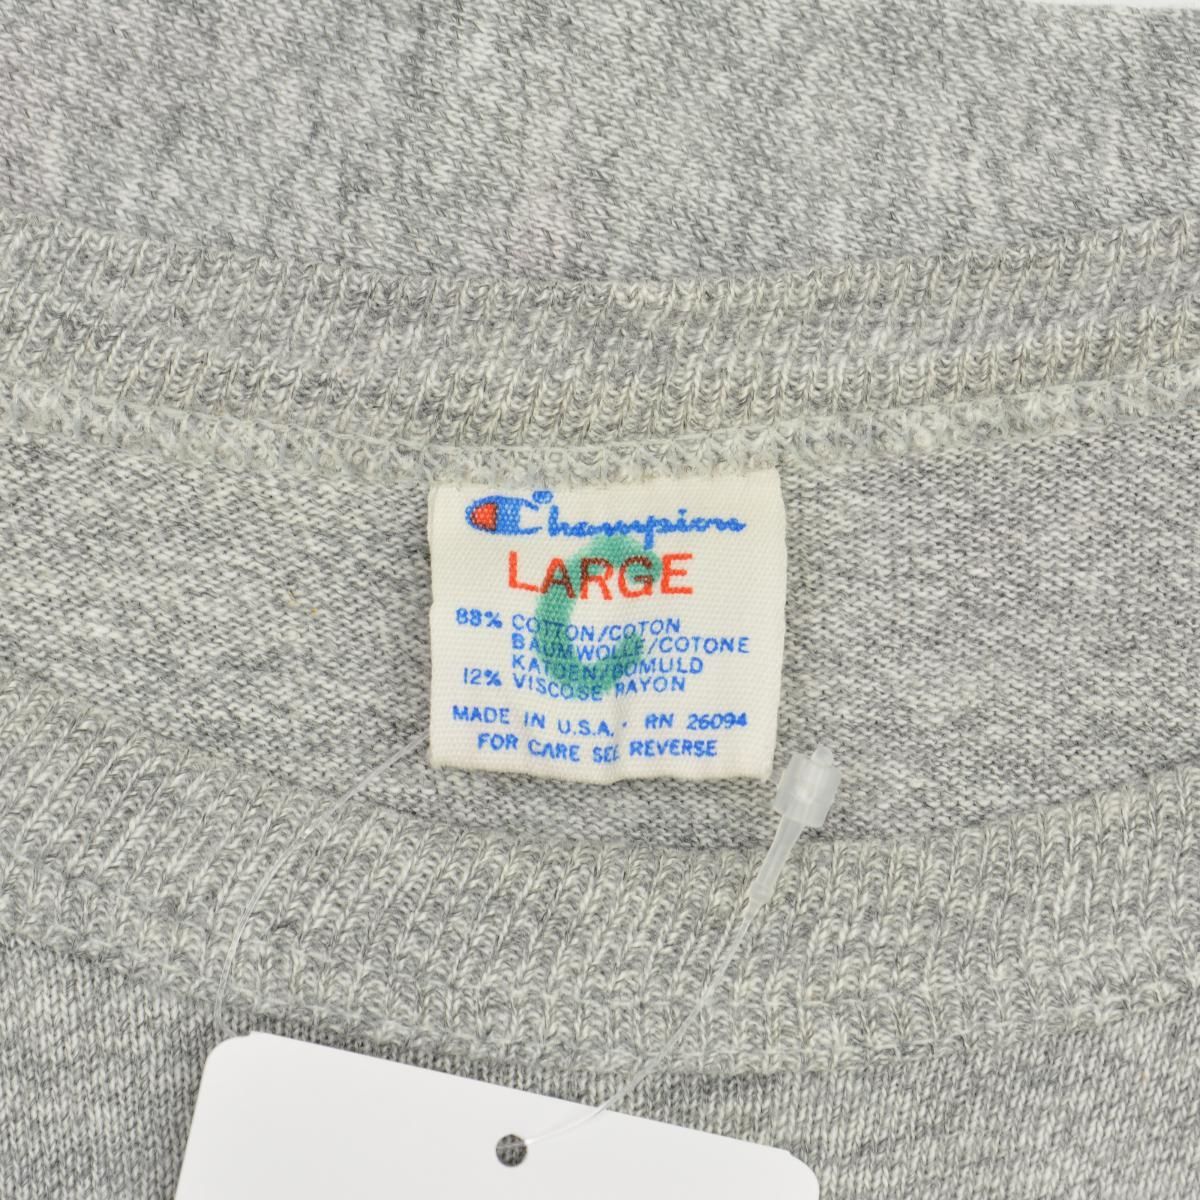 Champion
LARGE
88% COTTON/COTON
BAUMWOLLE/COTONE
KATOEN/BOMULD
12% VISCOSE RAYON
MADE IN U.S.A. · RN 26094
FOR CARE SEE REVERSE